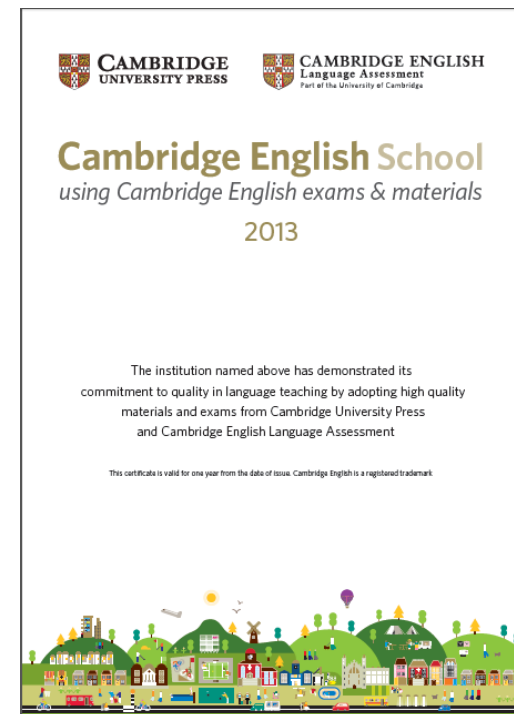 CAMBRIDGE
UNIVERSITY PRESS
CAMBRIDGE ENGLISH
Language Assessment
Part of the University of Cambridge
Cambridge English School
using Cambridge English exams & materials
2013
The institution named above has demonstrated its
commitment to quality in language teaching by adopting high quality
materials and exams from Cambridge University Press
and Cambridge English Language Assessment
This certificate is valid for one year from the date of issue. Cambridge English is a registered trademark